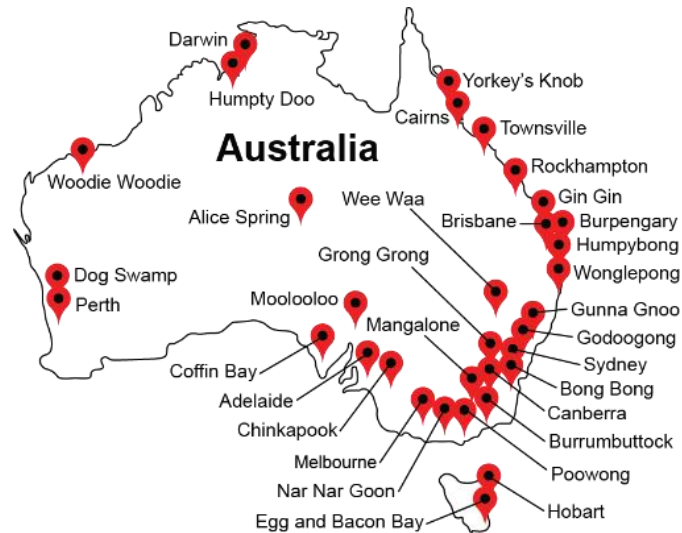 Darwin
Humpty Doo
Yorkey's Knob
Cairns
Townsville
Australia
Woodie Woodie
Rockhampton
Wee Waa
Gin Gin
Alice Spring
Brisbane
Burpengary
Humpybong
Grong Grong
Dog Swamp
Wonglepong
Moolooloo
Perth
Gunna Gnoo
Mangalone
Godoogong
Sydney
Coffin Bay
Bong Bong
Adelaide
Canberra
Chinkapook
Burrumbuttock
Melbourne
Poowong
Nar Nar Goon
Hobart
Egg and Bacon Bay